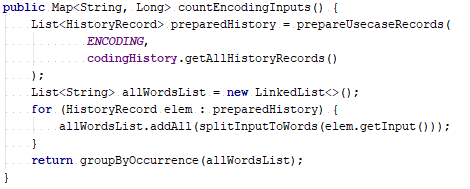 public Map<String, Long> countEncodingInputs() {
    List<HistoryRecord> preparedHistory = prepareUsecaseRecords(
            ENCODING,
            codingHistory.getAllHistoryRecords()
    );
    List<String> allWordsList = new LinkedList<>();
    for (HistoryRecord elem : preparedHistory) {
        allWordsList.addAll(splitInputToWords(elem.getInput()));
    }
    return groupByOccurrence(allWordsList);
}